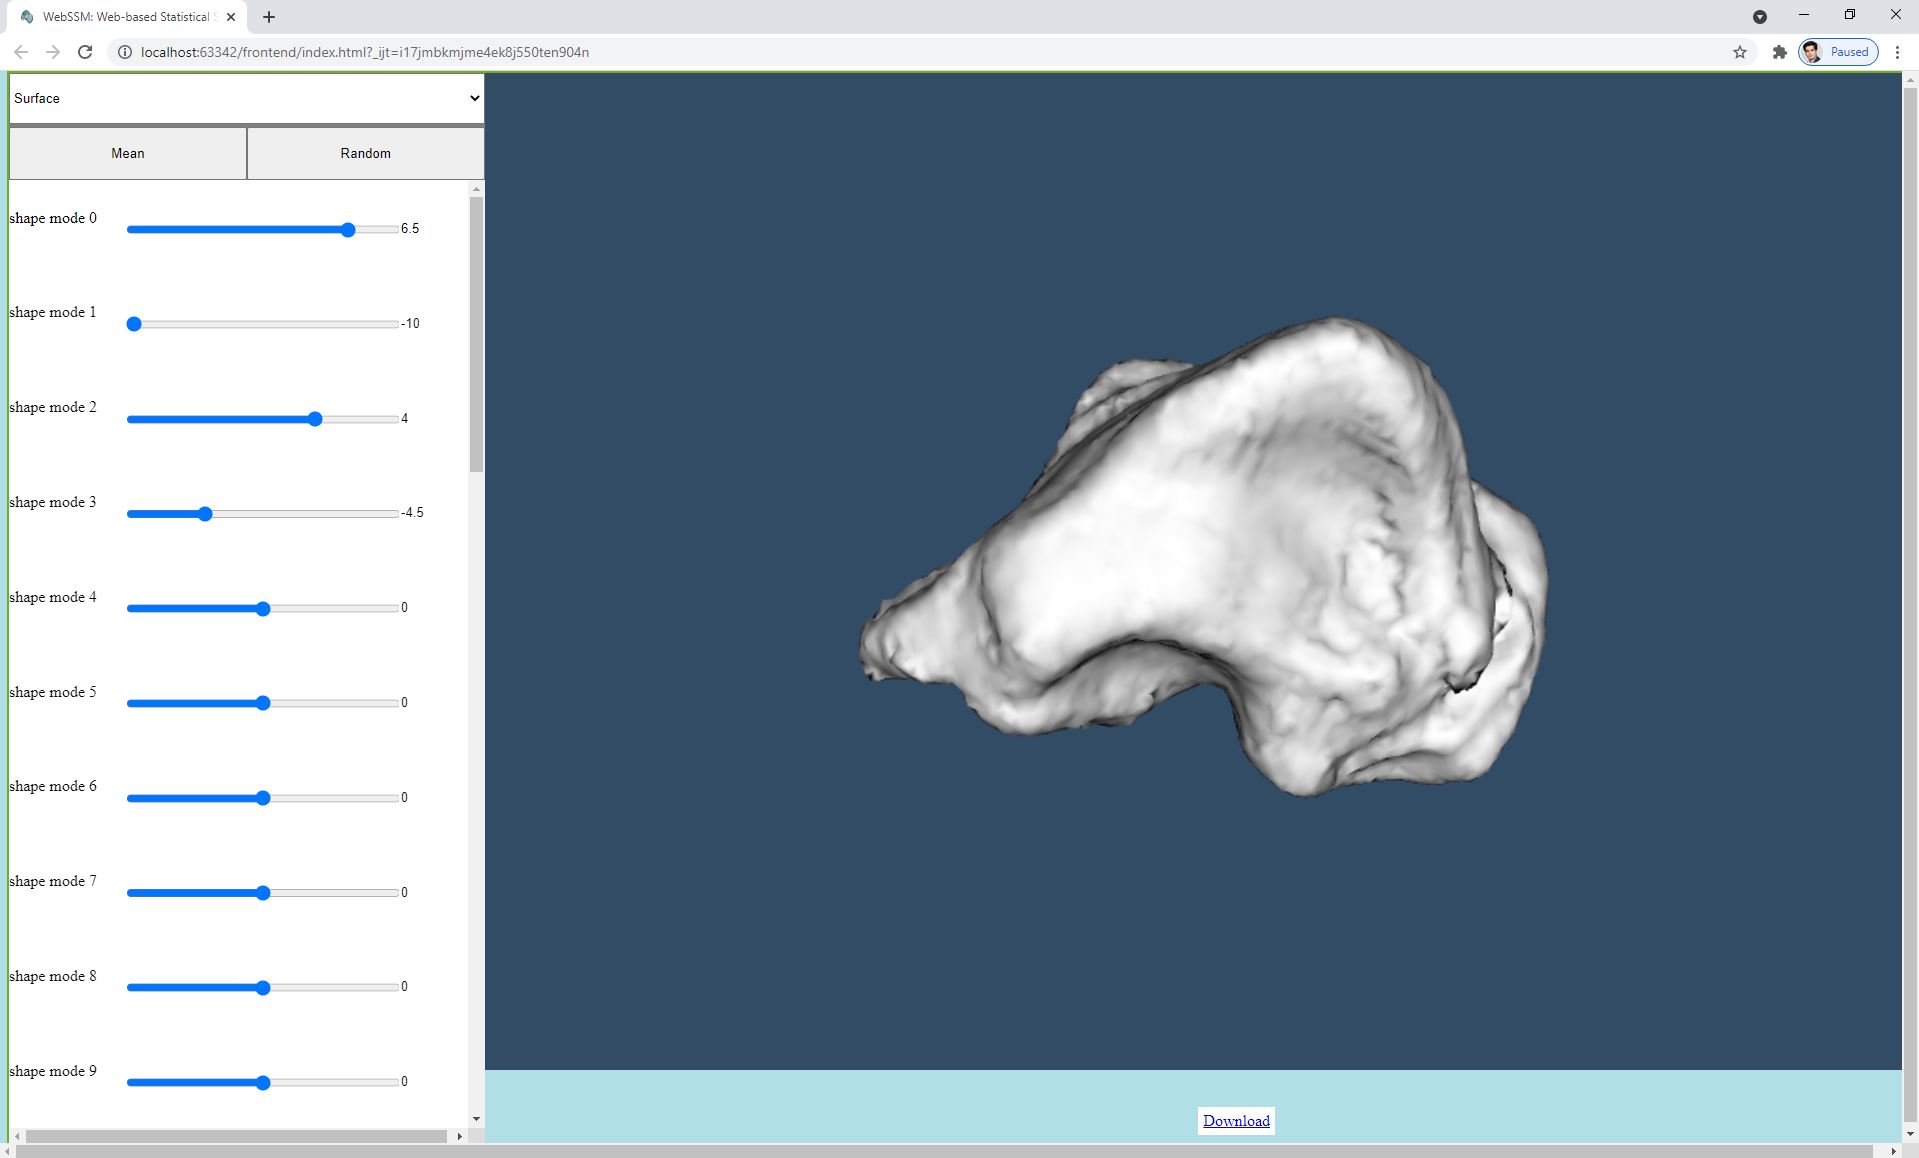 WebSSM: Web-based Statistical
localhost:63342/frontend/index.html?_ijt=i17jmbkmjme4ek8j550ten904n
Paused
Surface
Mean Random
shape mode 0 6.5
shape mode 1 -10
shape mode 2 4
shape mode 3 -4.5
shape mode 4 0
shape mode 5 0
shape mode 6 0
shape mode 7 0
shape mode 8 0
shape mode 9 0
Download